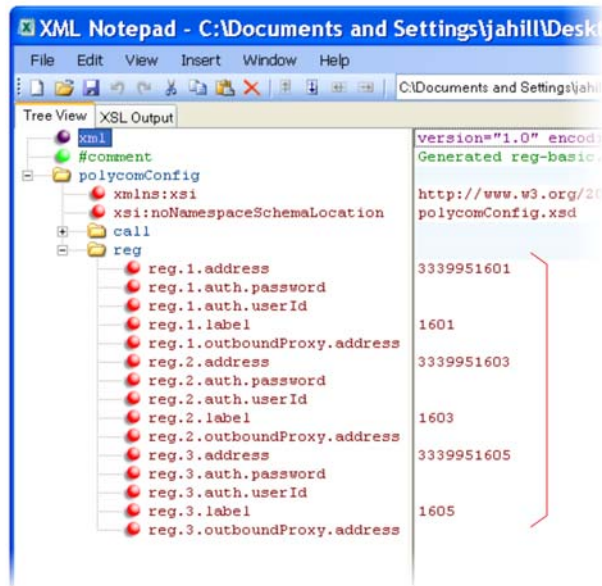 XML Notepad - C:\Documents and Settings\jahill\Desk
File Edit View Insert Window Help
C:\Documents and Settings\jahil
Tree View XSL Output
xml version="1.0" encodi
#comment Generated reg-basic.
polycomConfig
xmlns:xsi http://www.w3.org/20
xsi:noNamespaceSchemaLocation polycomConfig.xsd
call
reg
reg.1.address 3339951601
reg.1.auth.password
reg.1.auth.userId
reg.1.label 1601
reg.1.outboundProxy.address
reg.2.address 3339951603
reg.2.auth.password
reg.2.auth.userId
reg.2.label 1603
reg.2.outboundProxy.address
reg.3.address 3339951605
reg.3.auth.password
reg.3.auth.userId
reg.3.label 1605
reg.3.outboundProxy.address